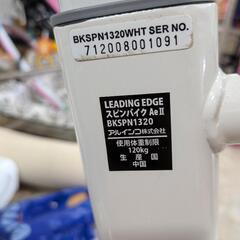 BKSPN1320WHT SER NO.
712008001091
LEADING EDGE
スピンバイク AeⅡ
BKSPN1320
アルインコ株式会社
使用体重制限
120kg
生産国
中国